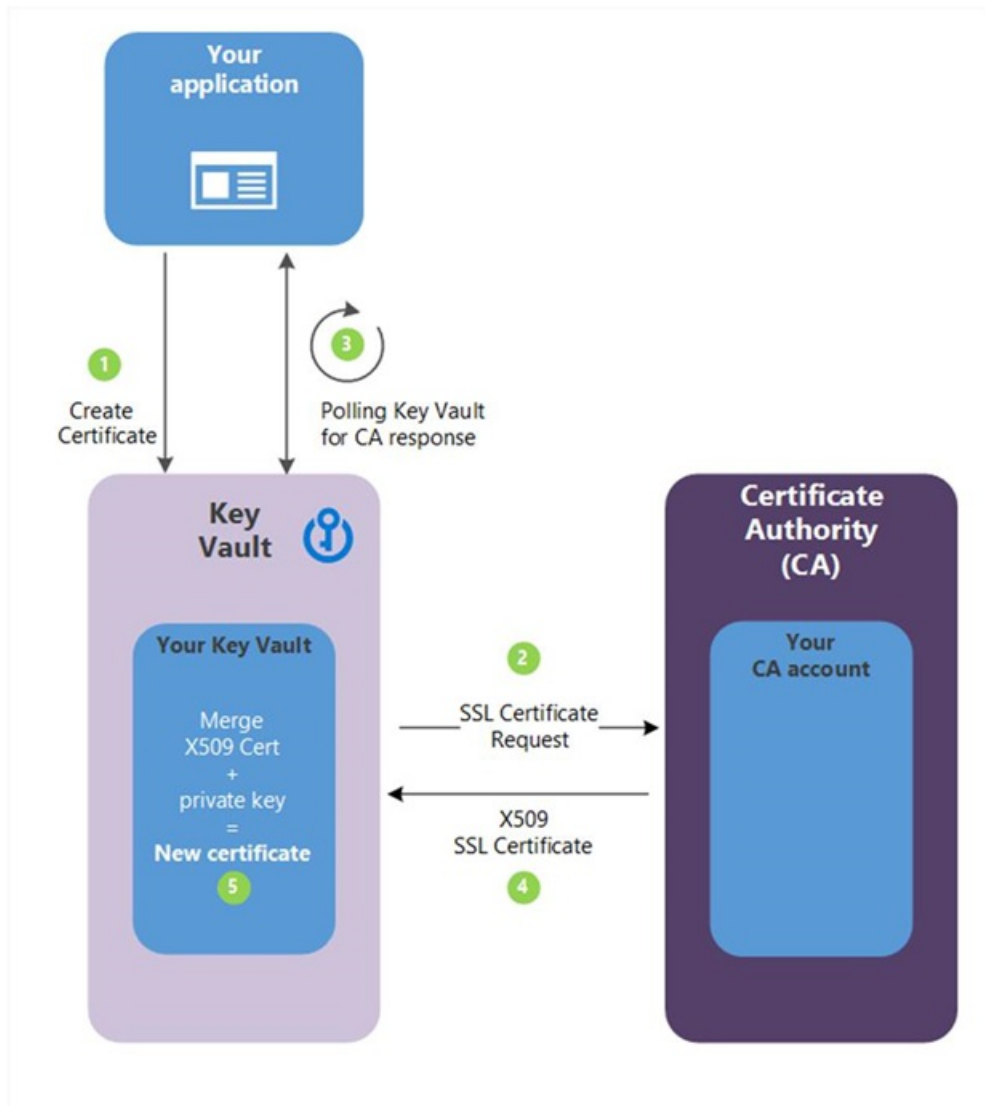 Your
application
1
Create
Certificate
3
Polling Key Vault
for CA response
Key
Vault
Your Key Vault
Merge
X509 Cert
+
private key
=
New certificate
5
2
SSL Certificate
Request
X509
SSL Certificate
4
Certificate
Authority
(CA)
Your
CA account